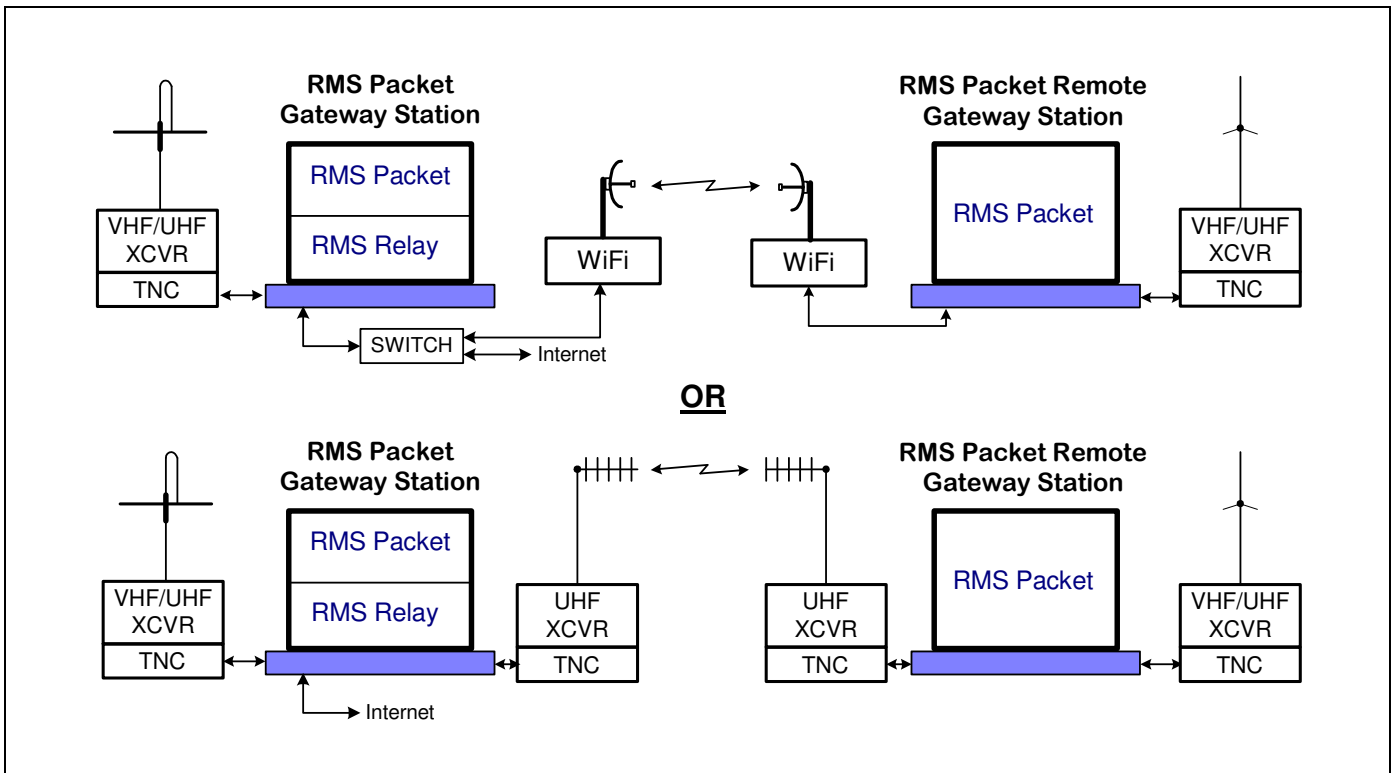 RMS Packet
Gateway Station
RMS Packet Remote
Gateway Station
RMS Packet
RMS Relay
RMS Packet
VHF/UHF
XCVR
TNC
WiFi
WiFi
VHF/UHF
XCVR
TNC
SWITCH
Internet
OR
RMS Packet
Gateway Station
RMS Packet Remote
Gateway Station
RMS Packet
RMS Relay
RMS Packet
VHF/UHF
XCVR
TNC
UHF
XCVR
TNC
UHF
XCVR
TNC
VHF/UHF
XCVR
TNC
Internet